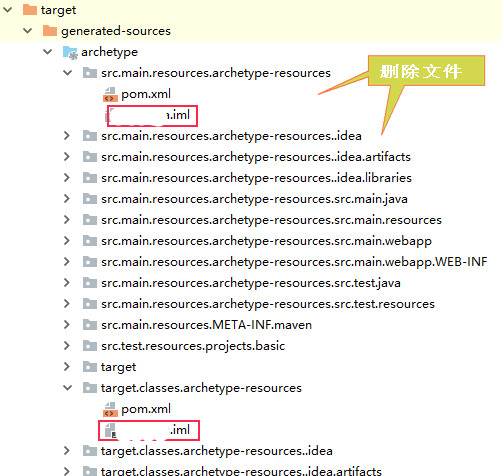 target
generated-sources
archetype
src.main.resources.archetype-resources
删除文件
pom.xml
a.iml
src.main.resources.archetype-resources..idea
src.main.resources.archetype-resources..idea.artifacts
src.main.resources.archetype-resources..idea.libraries
src.main.resources.archetype-resources.src.main.java
src.main.resources.archetype-resources.src.main.resources
src.main.resources.archetype-resources.src.main.webapp
src.main.resources.archetype-resources.src.main.webapp.WEB-INF
src.main.resources.archetype-resources.src.test.java
src.main.resources.archetype-resources.src.test.resources
src.main.resources.META-INF.maven
src.test.resources.projects.basic
target
target.classes.archetype-resources
pom.xml
.iml
target.classes.archetype-resources..idea
target.classes.archetype-resources..idea.artifacts